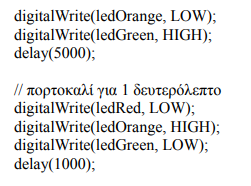 digitalWrite(ledOrange, LOW);
digitalWrite(ledGreen, HIGH);
delay(5000);

// πορτοκαλί για 1 δευτερόλεπτο
digitalWrite(ledRed, LOW);
digitalWrite(ledOrange, HIGH);
digitalWrite(ledGreen, LOW);
delay(1000);